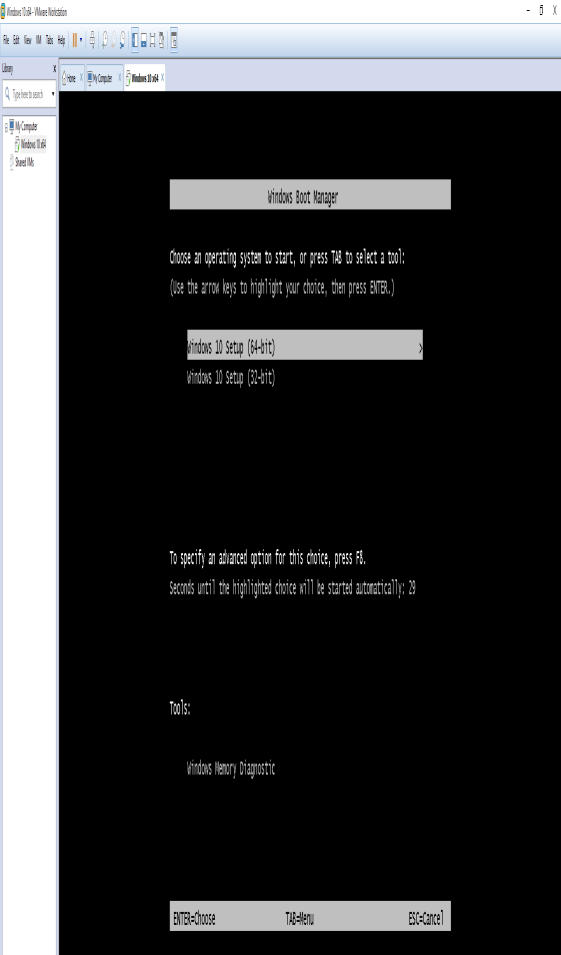 Windows 10 x64 - VMware Workstation
File Edit View VM Tabs Help
Library
Type here to search
My Computer
Windows 10 x64
Shared VMs
Home My Computer Windows 10 x64
Windows Boot Manager
Choose an operating system to start, or press TAB to select a tool:
(Use the arrow keys to highlight your choice, then press ENTER.)
Windows 10 Setup (64-bit) >
Windows 10 Setup (32-bit)
To specify an advanced option for this choice, press F8.
Seconds until the highlighted choice will be started automatically: 29
Tools:
Windows Memory Diagnostic
ENTER=Choose TAB=Menu ESC=Cancel